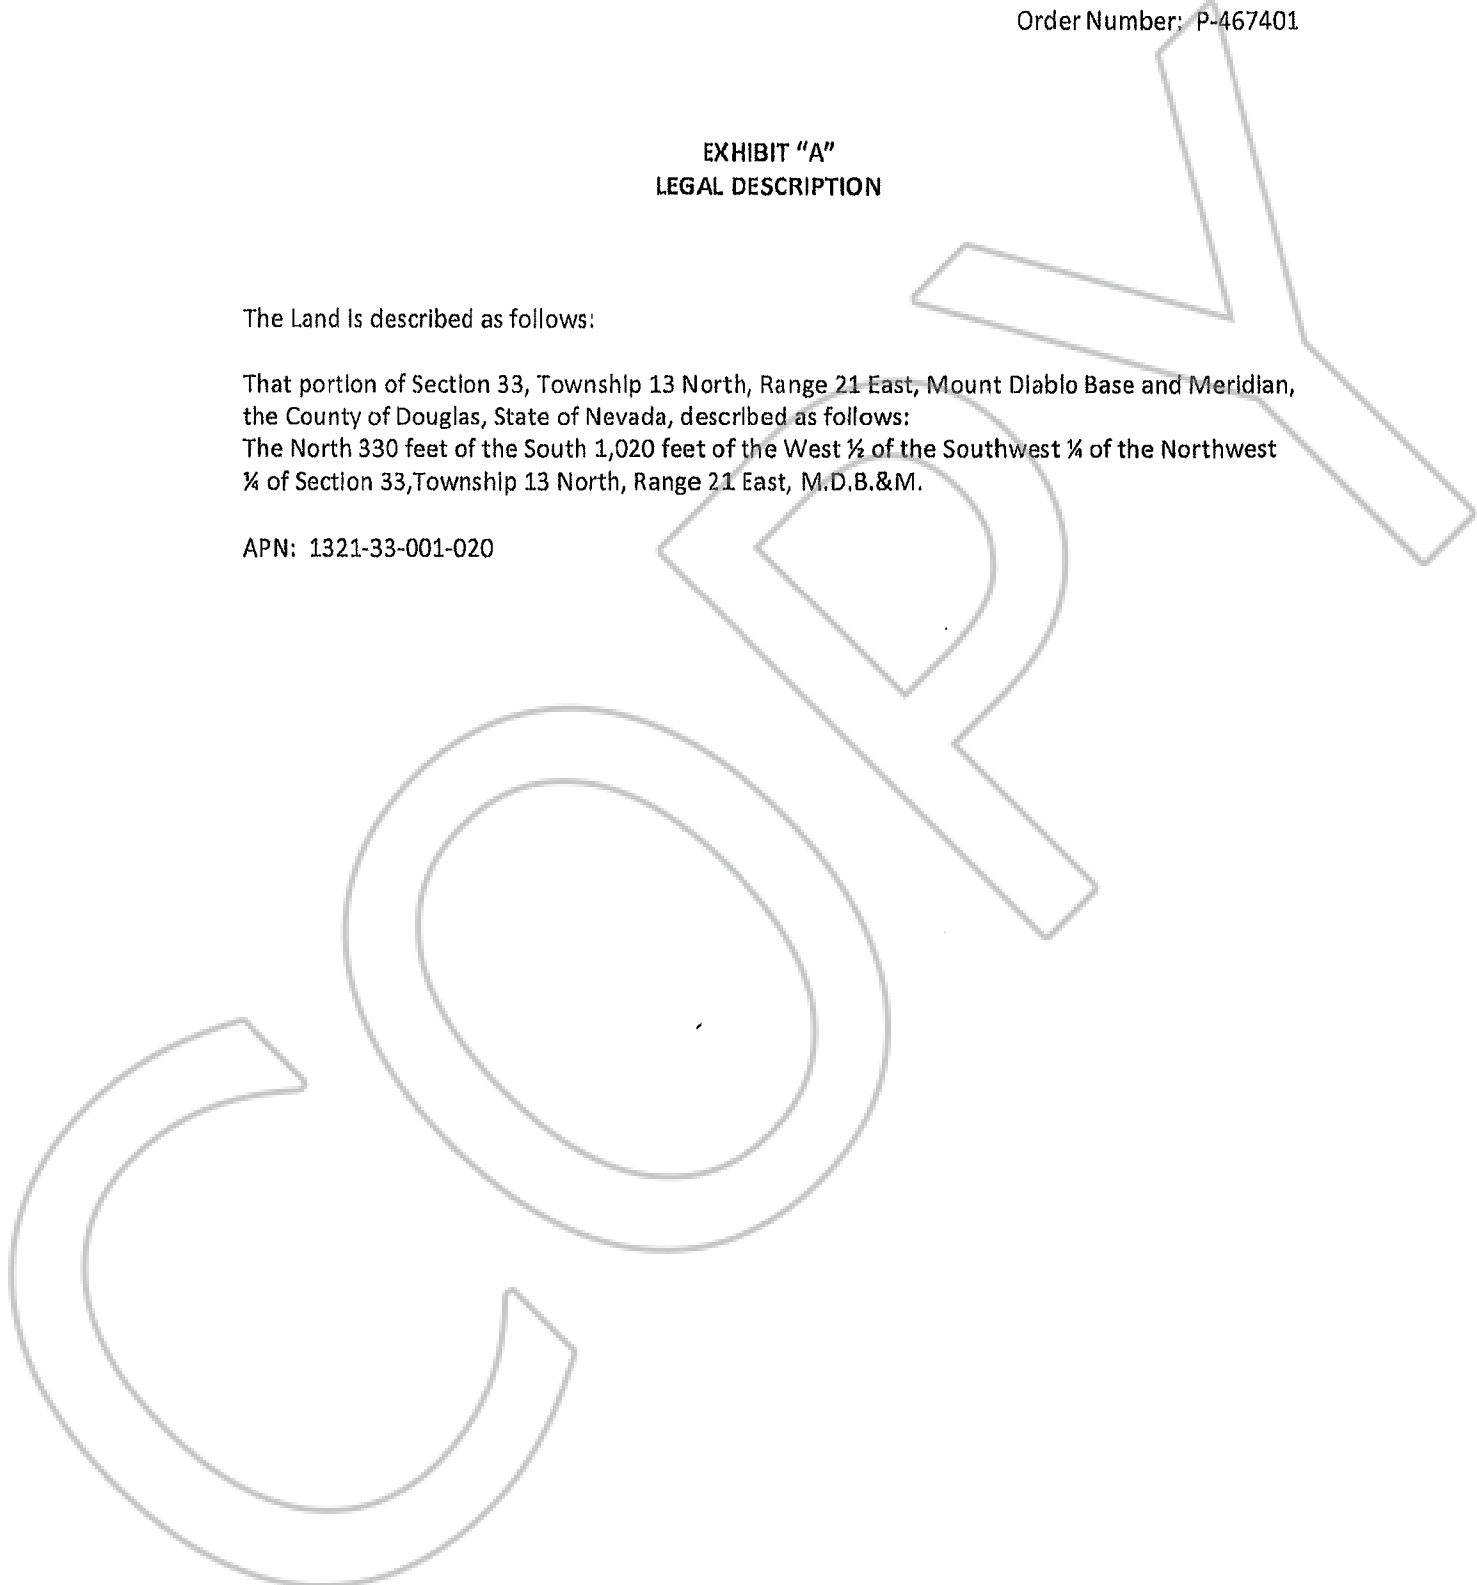 Order Number: P-467401
EXHIBIT “A”
LEGAL DESCRIPTION
The Land is described as follows:
That portion of Section 33, Township 13 North, Range 21 East, Mount Diablo Base and Meridian,
the County of Douglas, State of Nevada, described as follows:
The North 330 feet of the South 1,020 feet of the West ½ of the Southwest ¼ of the Northwest
¼ of Section 33,Township 13 North, Range 21 East, M.D.B.&M.
APN: 1321-33-001-020
COPY